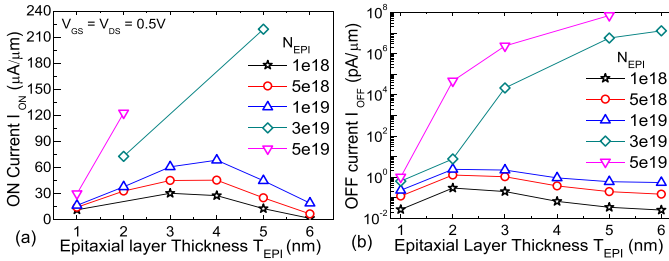 240
210
180
150
120
90
60
30
0
ON Current I_ON (μA/μm)
V_GS = V_DS = 0.5V
N_EPI
1e18
5e18
1e19
3e19
5e19
1 2 3 4 5 6
(a) Epitaxial layer Thickness T_EPI (nm)
10^8
10^6
10^4
10^2
10^0
10^-2
OFF current I_OFF (pA/μm)
N_EPI
1e18
5e18
1e19
3e19
5e19
1 2 3 4 5 6
(b) Epitaxial Layer Thickness T_EPI (nm)